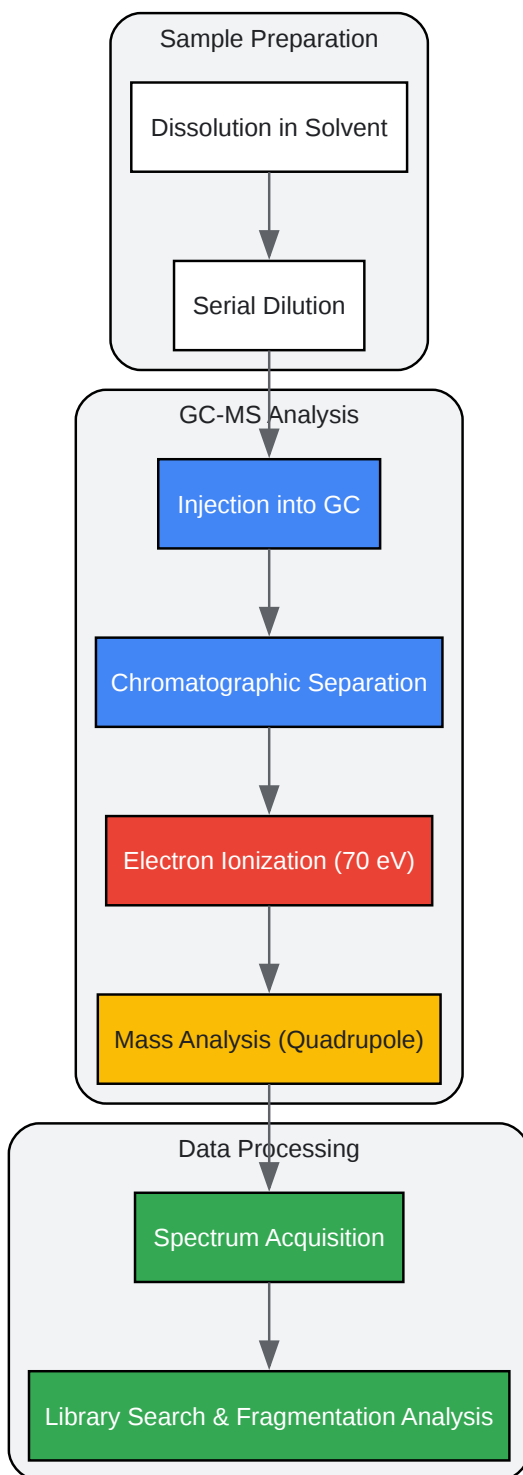 Sample Preparation
Dissolution in Solvent
Serial Dilution
GC-MS Analysis
Injection into GC
Chromatographic Separation
Electron Ionization (70 eV)
Mass Analysis (Quadrupole)
Data Processing
Spectrum Acquisition
Library Search & Fragmentation Analysis